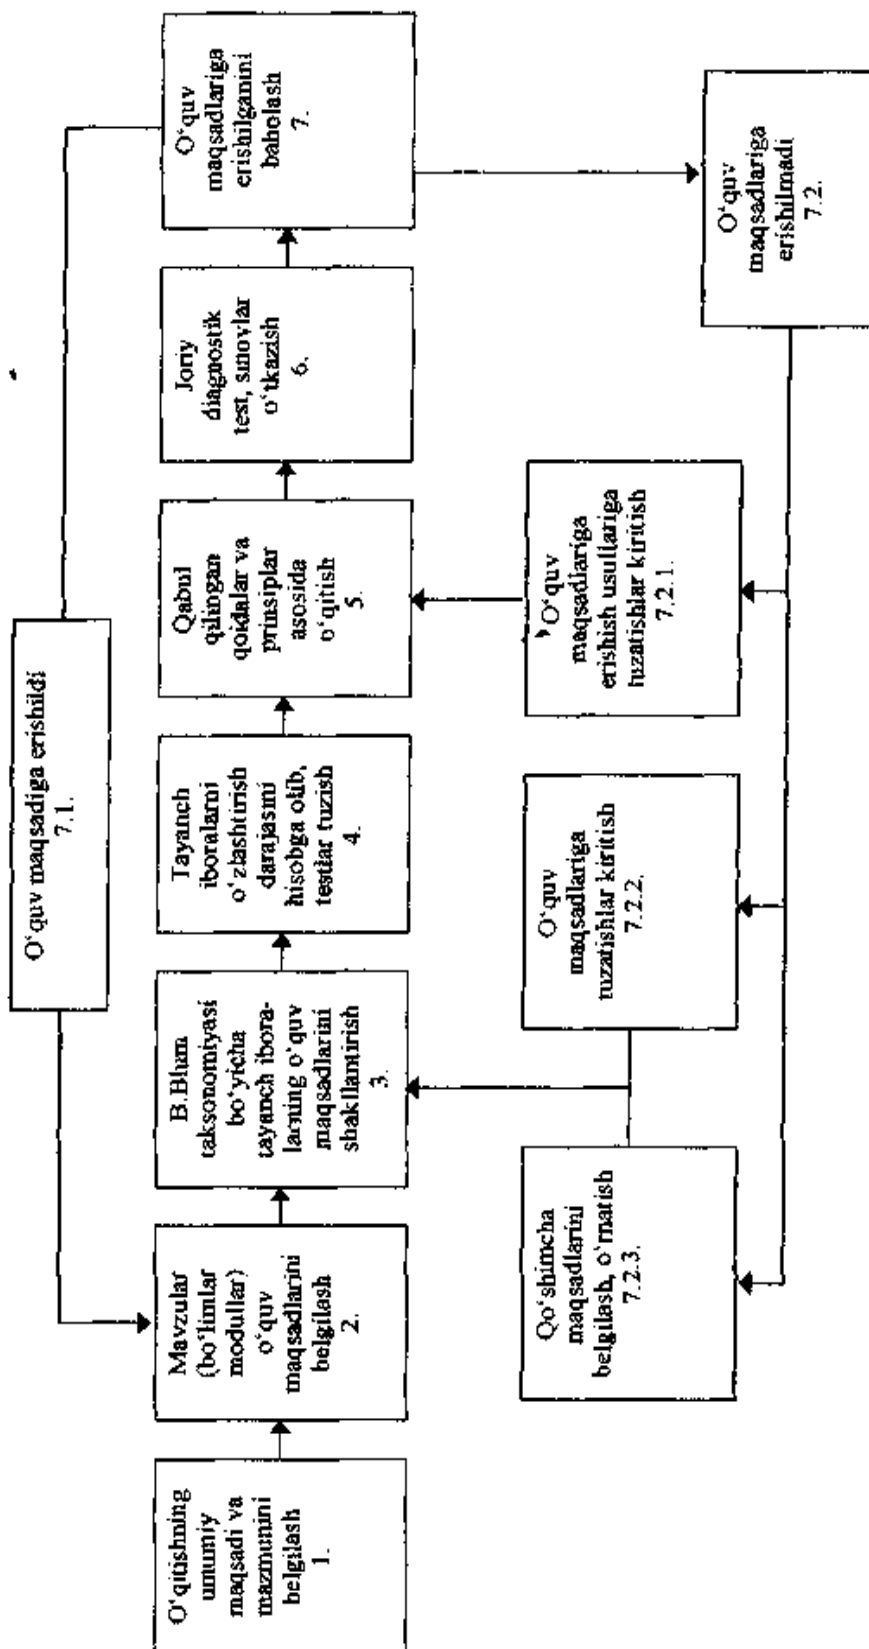 O‘quv maqsadiga erishildi
7.1.
O‘qitishning
umumiy
maqsadi va
mazmunini
belgilash
1.
Mavzular
(bo‘limlar
modullar)
o‘quv
maqsadlarini
belgilash
2.
B.Blum
taksonomiyasi
bo‘yicha
tayanch ibora-
larning o‘quv
maqsadlarini
shakllantirish
3.
Tayanch
iboralarni
o‘zlashtirish
darajasini
hisobga olib,
testlar tuzish
4.
Qabul
qilingan
qoidalar va
prinsiplar
asosida
o‘qitish
5.
Joriy
diagnostik
test, sinovlar
o‘tkazish
6.
O‘quv
maqsadlariga
erishilganini
baholash
7.
Qo‘shimcha
maqsadlarini
belgilash, o‘rnatish
7.2.3.
O‘quv
maqsadlariga
tuzatishlar kiritish
7.2.2.
O‘quv
maqsadlariga
erishish usullariga
tuzatishlar kiritish
7.2.1.
O‘quv
maqsadlariga
erishilmadi
7.2.